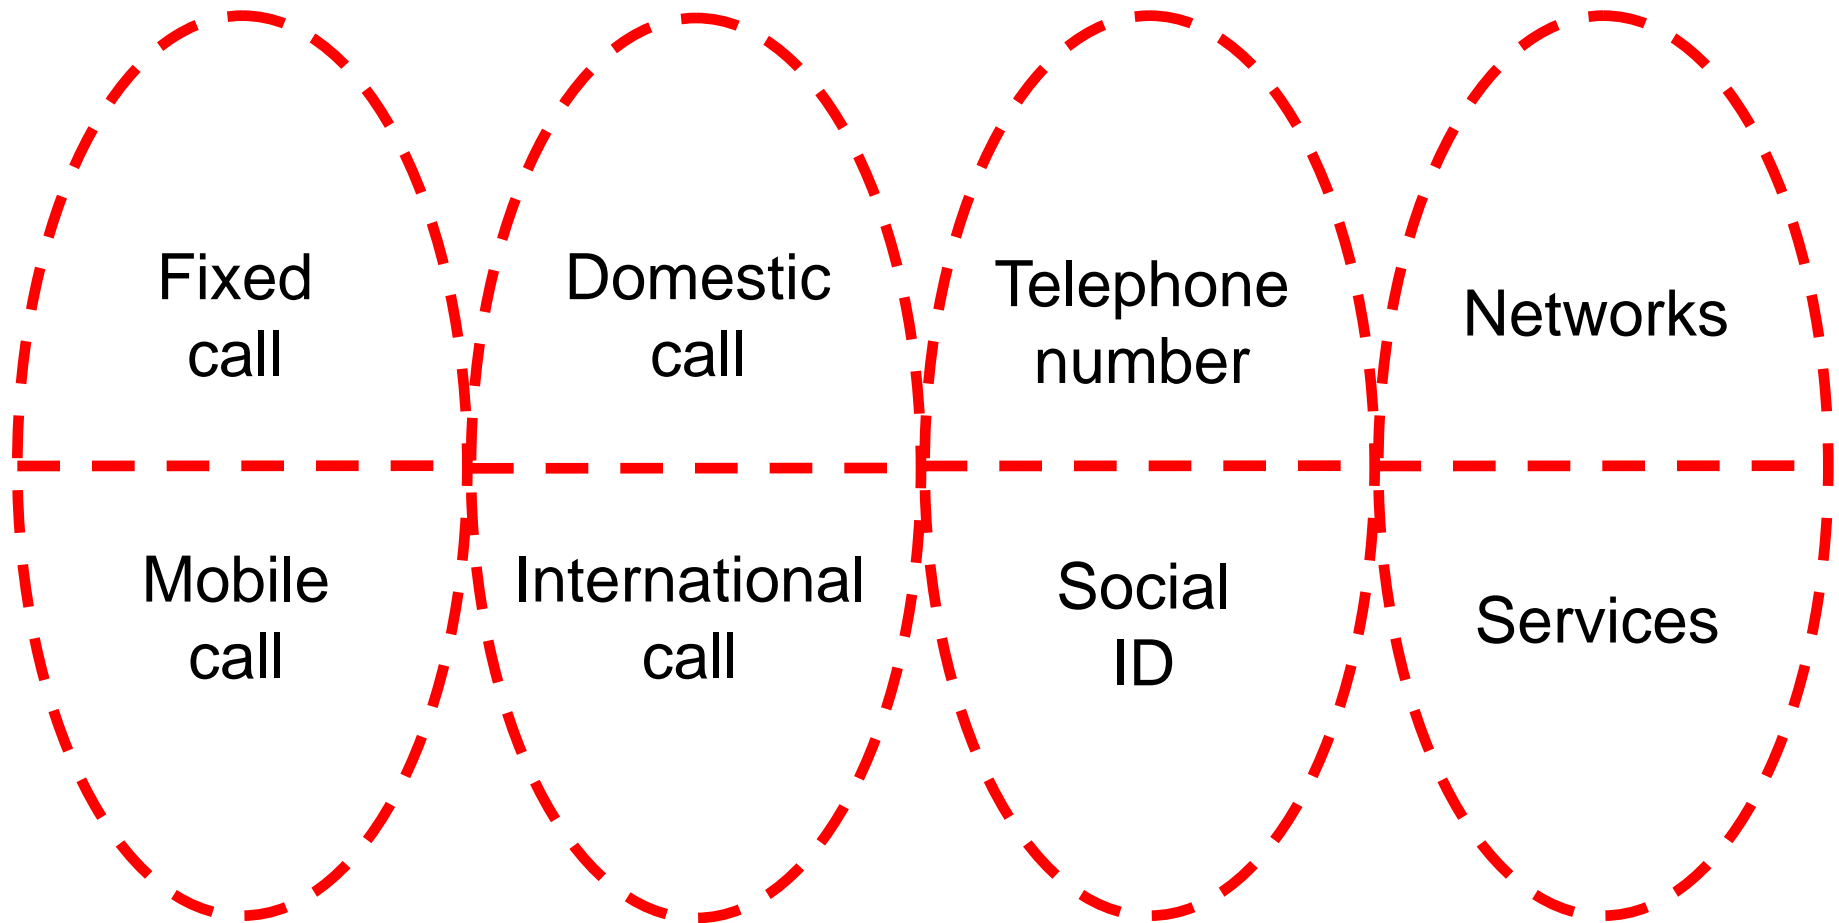 Fixed
call
Mobile
call
Domestic
call
International
call
Telephone
number
Social
ID
Networks
Services